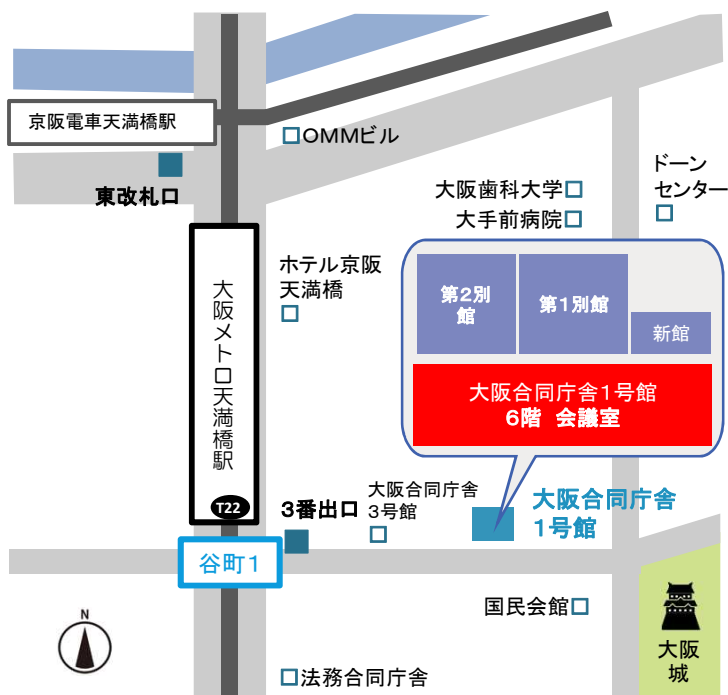 京阪電車天満橋駅
OMMビル
東改札口
ドーン
センター
大阪歯科大学
大手前病院
ホテル京阪
天満橋
第2別
館
第1別館
新館
大阪合同庁舎1号館
6階 会議室
大阪メトロ天満橋駅
T22
3番出口
大阪合同庁舎
3号館
大阪合同庁舎
1号館
谷町1
国民会館
N
大阪
城
法務合同庁舎